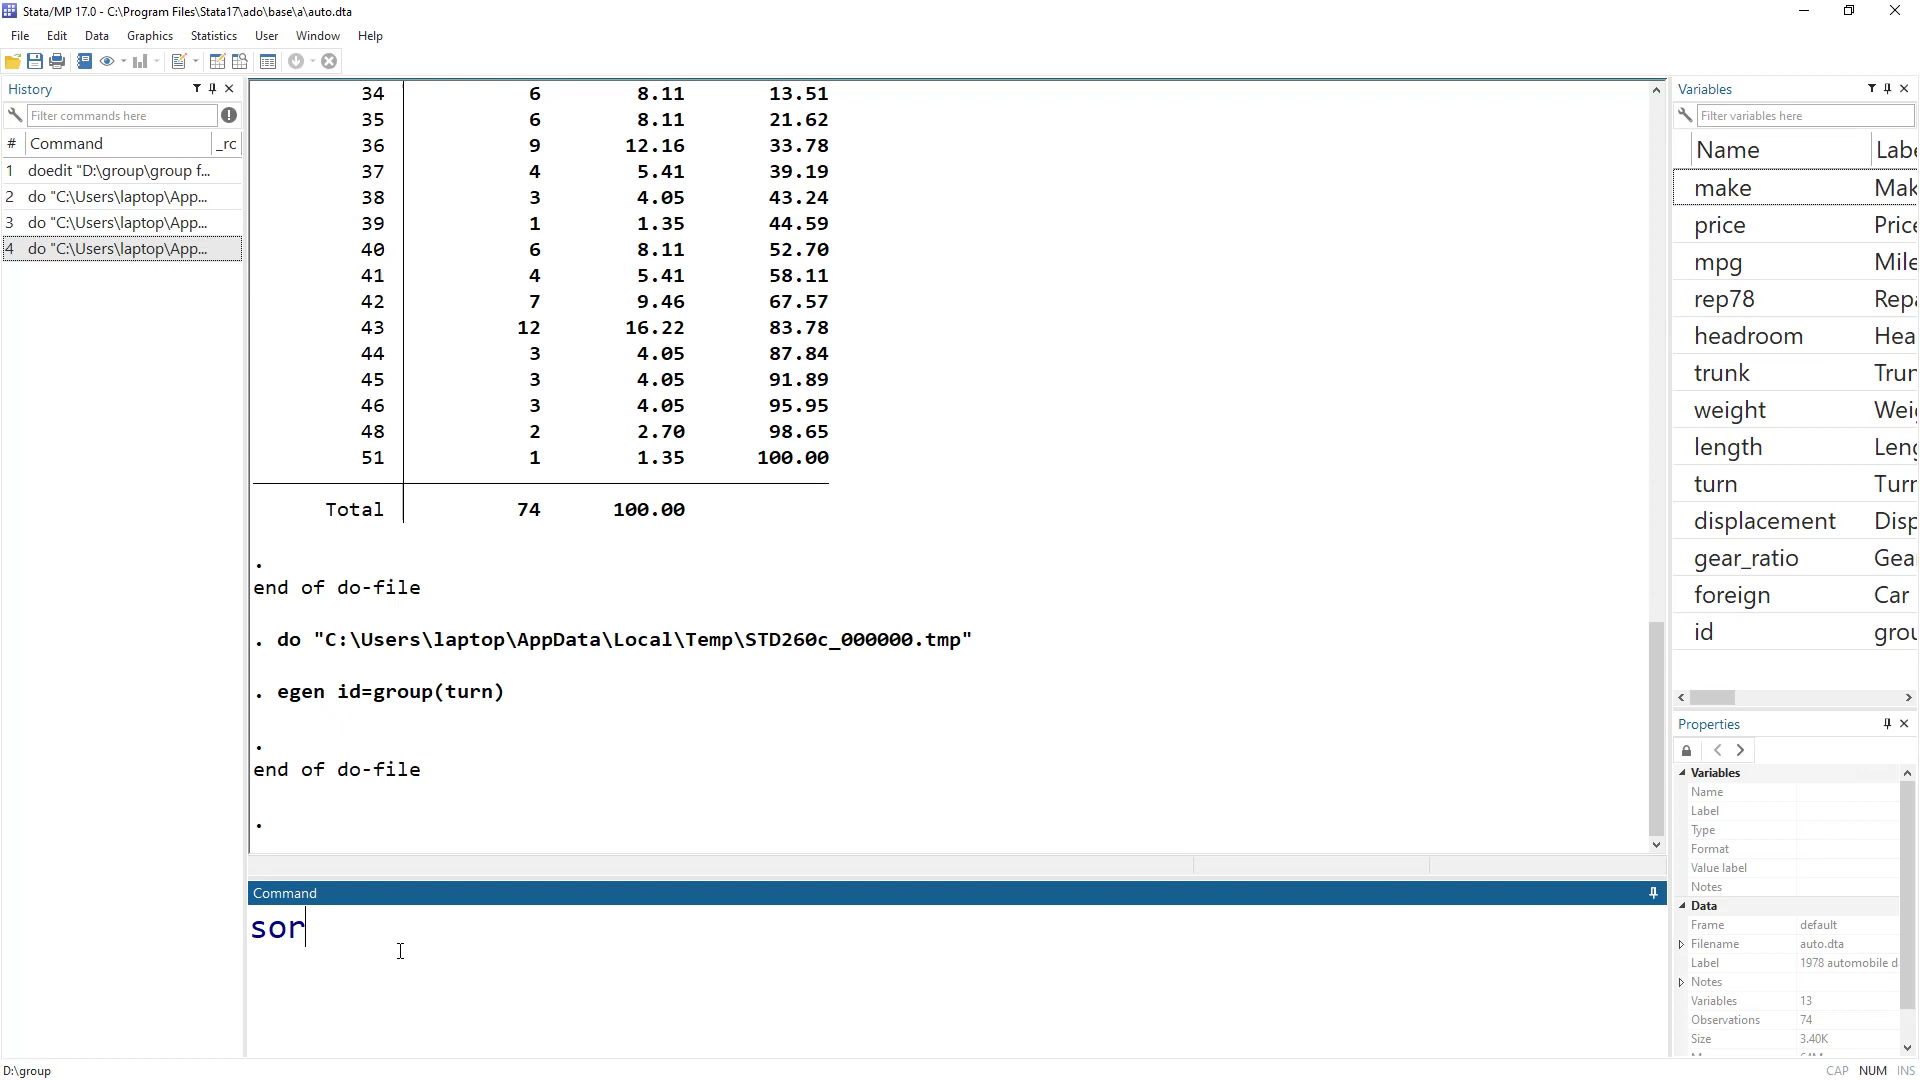 Stata/MP 17.0 - C:\Program Files\Stata17\ado\base\a\auto.dta
File Edit Data Graphics Statistics User Window Help
History
Filter commands here
# Command _rc
1 doedit "D:\group\group f...
2 do "C:\Users\laptop\App...
3 do "C:\Users\laptop\App...
4 do "C:\Users\laptop\App...
34 6 8.11 13.51
35 6 8.11 21.62
36 9 12.16 33.78
37 4 5.41 39.19
38 3 4.05 43.24
39 1 1.35 44.59
40 6 8.11 52.70
41 4 5.41 58.11
42 7 9.46 67.57
43 12 16.22 83.78
44 3 4.05 87.84
45 3 4.05 91.89
46 3 4.05 95.95
48 2 2.70 98.65
51 1 1.35 100.00
Total 74 100.00
.
end of do-file
. do "C:\Users\laptop\AppData\Local\Temp\STD260c_000000.tmp"
. egen id=group(turn)
.
end of do-file
.
Command
sor
Variables
Filter variables here
Name Labe
make Mak
price Price
mpg Mile
rep78 Repa
headroom Hea
trunk Trun
weight Weig
length Leng
turn Turn
displacement Disp
gear_ratio Gea
foreign Car
id grou
Properties
Variables
Name
Label
Type
Format
Value label
Notes
Data
Frame default
Filename auto.dta
Label 1978 automobile d
Notes
Variables 13
Observations 74
Size 3.40K
D:\group
CAP NUM INS